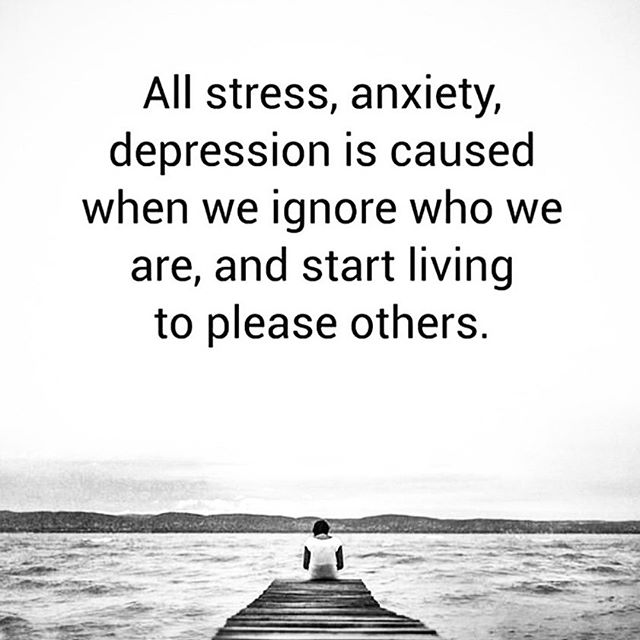 All stress, anxiety,
depression is caused
when we ignore who we
are, and start living
to please others.